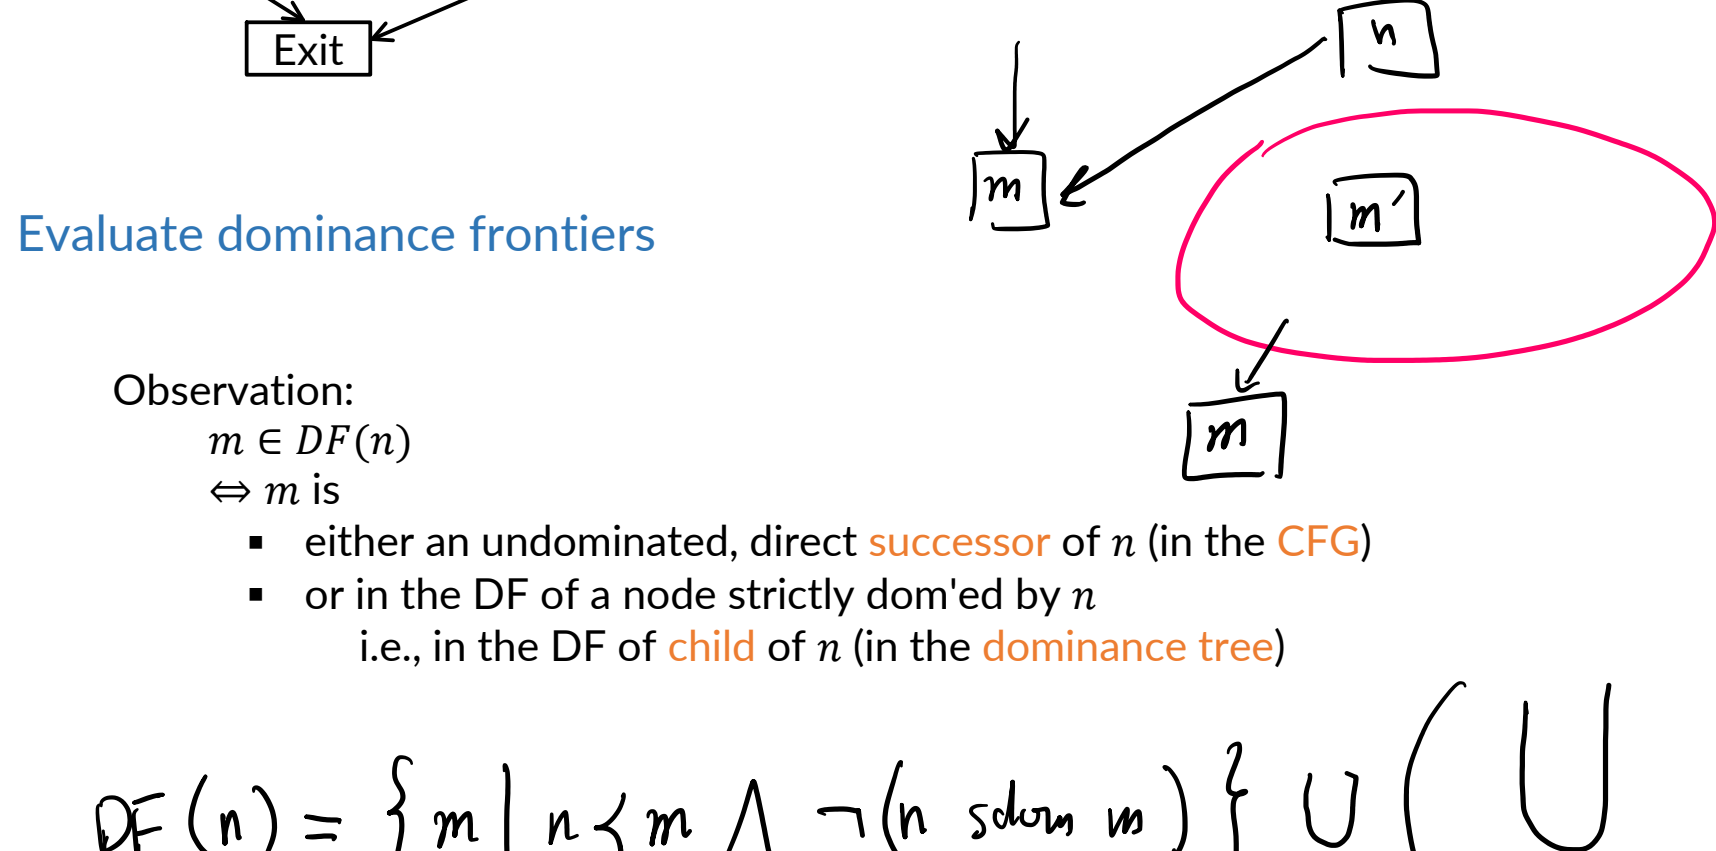 Exit
n
m
m′
Evaluate dominance frontiers
m
Observation:
𝑚 ∈ 𝐷𝐹(𝑛)
⇔ 𝑚 is
▪ either an undominated, direct successor of 𝑛 (in the CFG)
▪ or in the DF of a node strictly dom'ed by 𝑛
i.e., in the DF of child of 𝑛 (in the dominance tree)
DF(n) = { m | n ≺ m ∧ ¬(n sdom m) } ∪ ( ∪